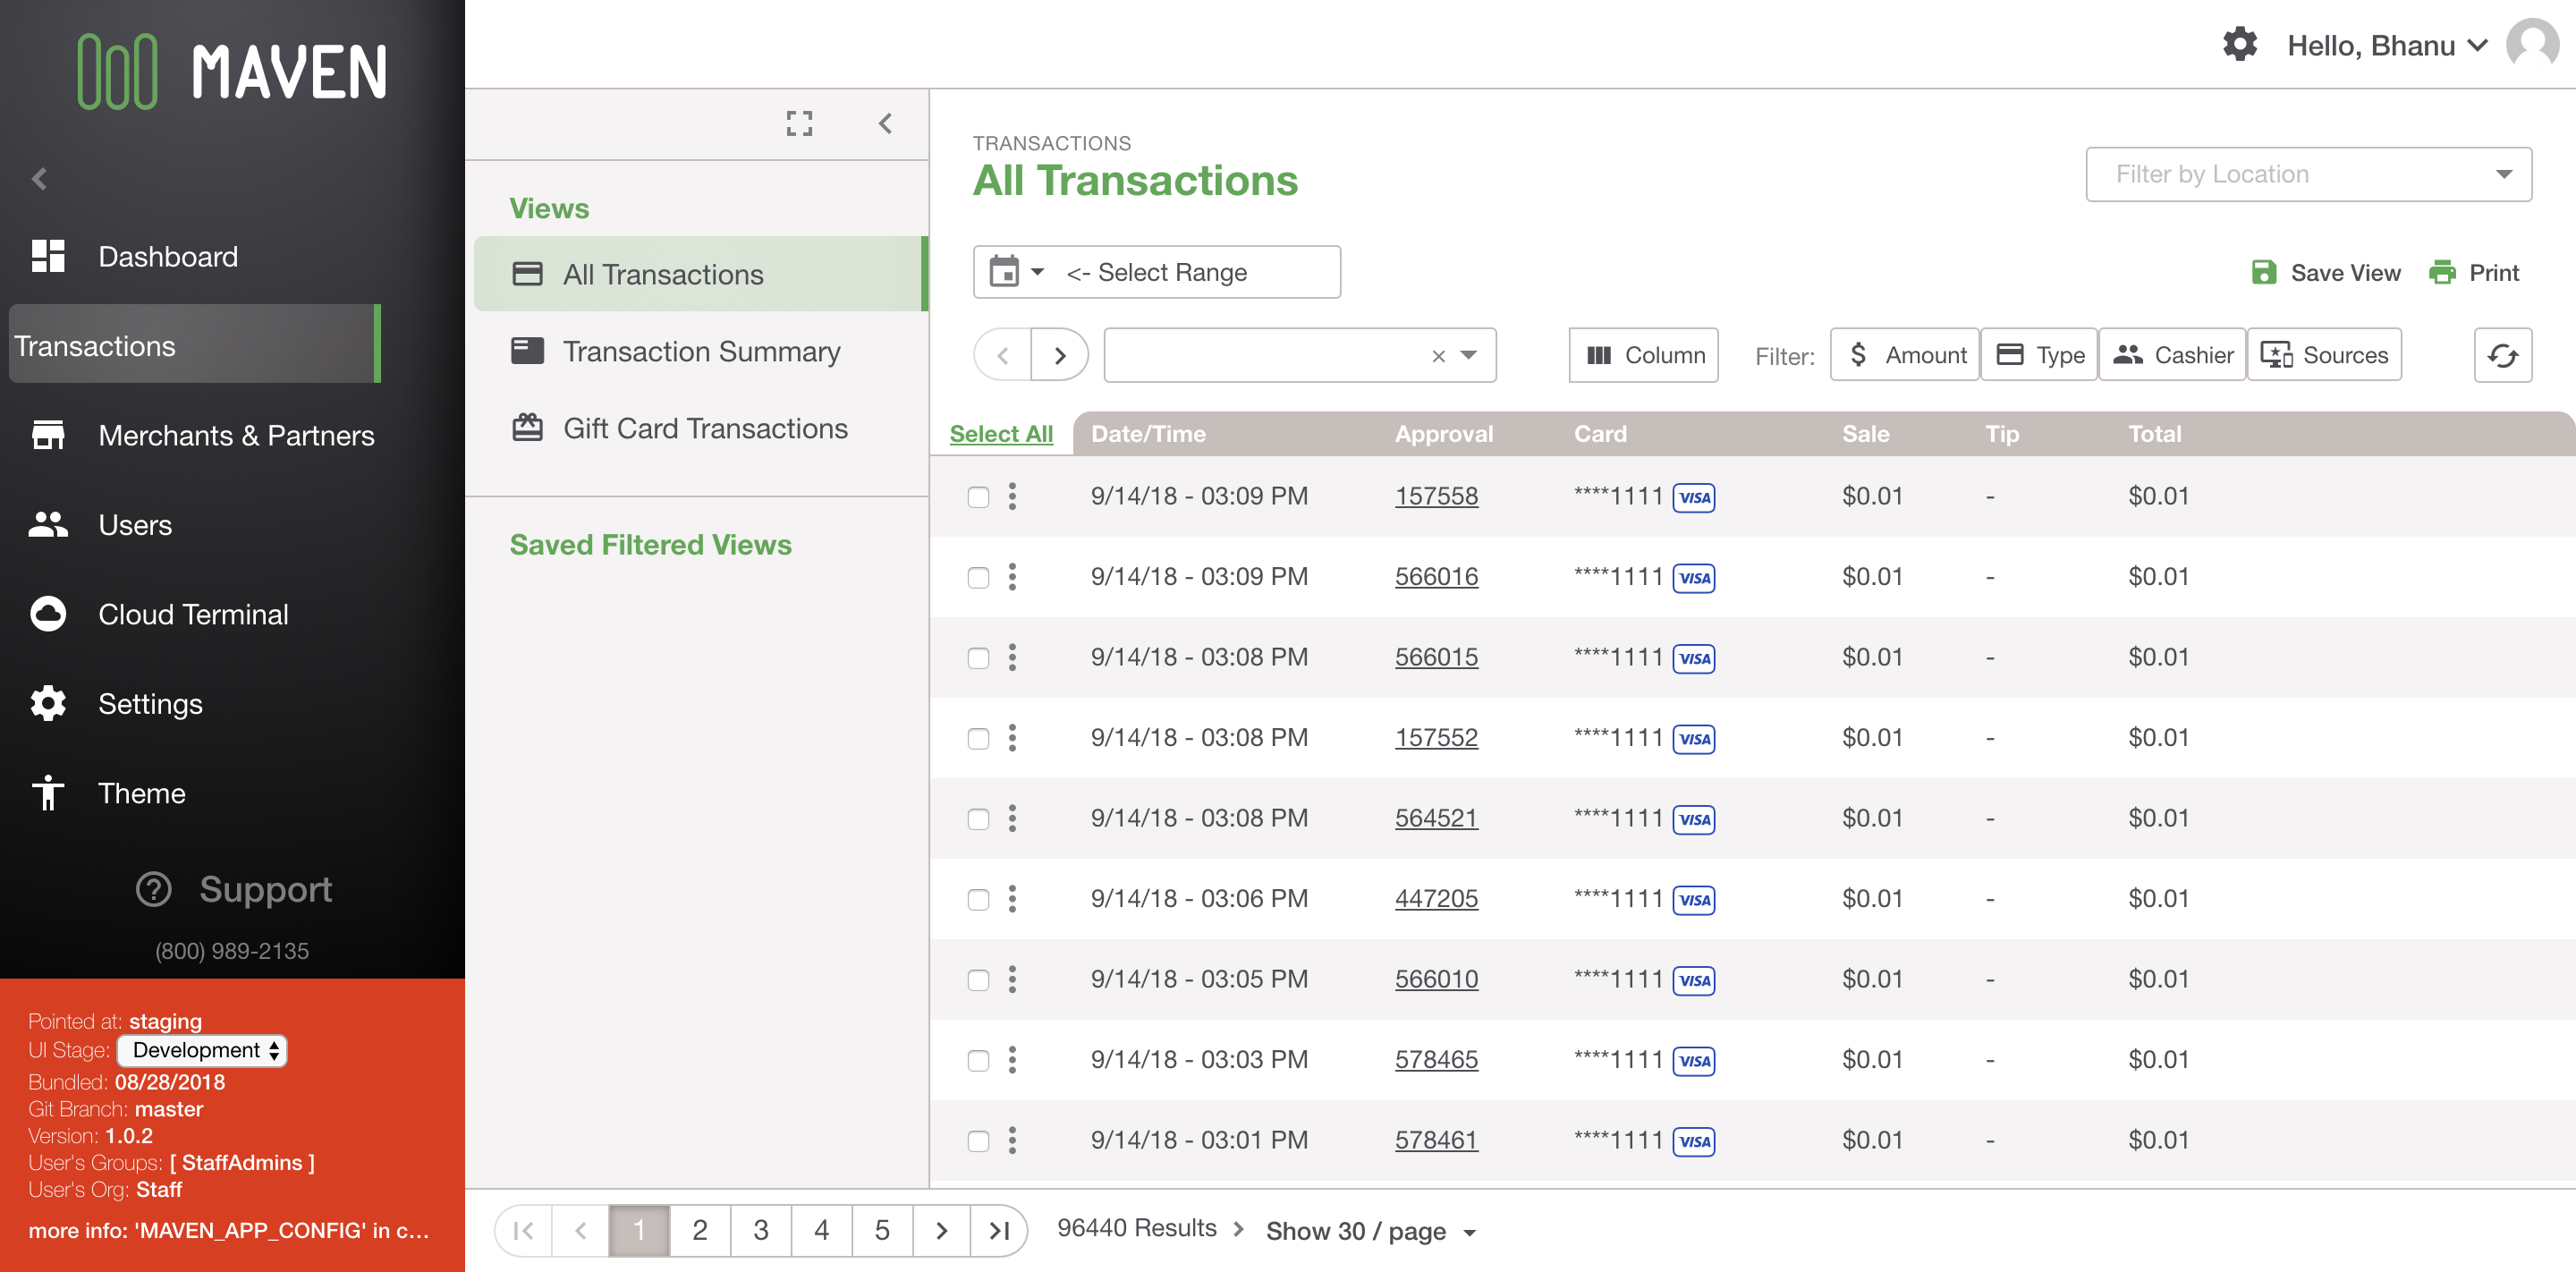 MAVEN
Dashboard
Transactions
Merchants & Partners
Users
Cloud Terminal
Settings
Theme
Support
(800) 989-2135
Pointed at: staging
UI Stage: Development
Bundled: 08/28/2018
Git Branch: master
Version: 1.0.2
User's Groups: [ StaffAdmins ]
User's Org: Staff
more info: 'MAVEN_APP_CONFIG' in c...
Hello, Bhanu
Views
All Transactions
Transaction Summary
Gift Card Transactions
Saved Filtered Views
TRANSACTIONS
All Transactions
Filter by Location
<- Select Range
Save View Print
Column Filter: $ Amount Type Cashier Sources
Select All Date/Time Approval Card Sale Tip Total
9/14/18 - 03:09 PM 157558 ****1111 VISA $0.01 - $0.01
9/14/18 - 03:09 PM 566016 ****1111 VISA $0.01 - $0.01
9/14/18 - 03:08 PM 566015 ****1111 VISA $0.01 - $0.01
9/14/18 - 03:08 PM 157552 ****1111 VISA $0.01 - $0.01
9/14/18 - 03:08 PM 564521 ****1111 VISA $0.01 - $0.01
9/14/18 - 03:06 PM 447205 ****1111 VISA $0.01 - $0.01
9/14/18 - 03:05 PM 566010 ****1111 VISA $0.01 - $0.01
9/14/18 - 03:03 PM 578465 ****1111 VISA $0.01 - $0.01
9/14/18 - 03:01 PM 578461 ****1111 VISA $0.01 - $0.01
1 2 3 4 5 96440 Results Show 30 / page